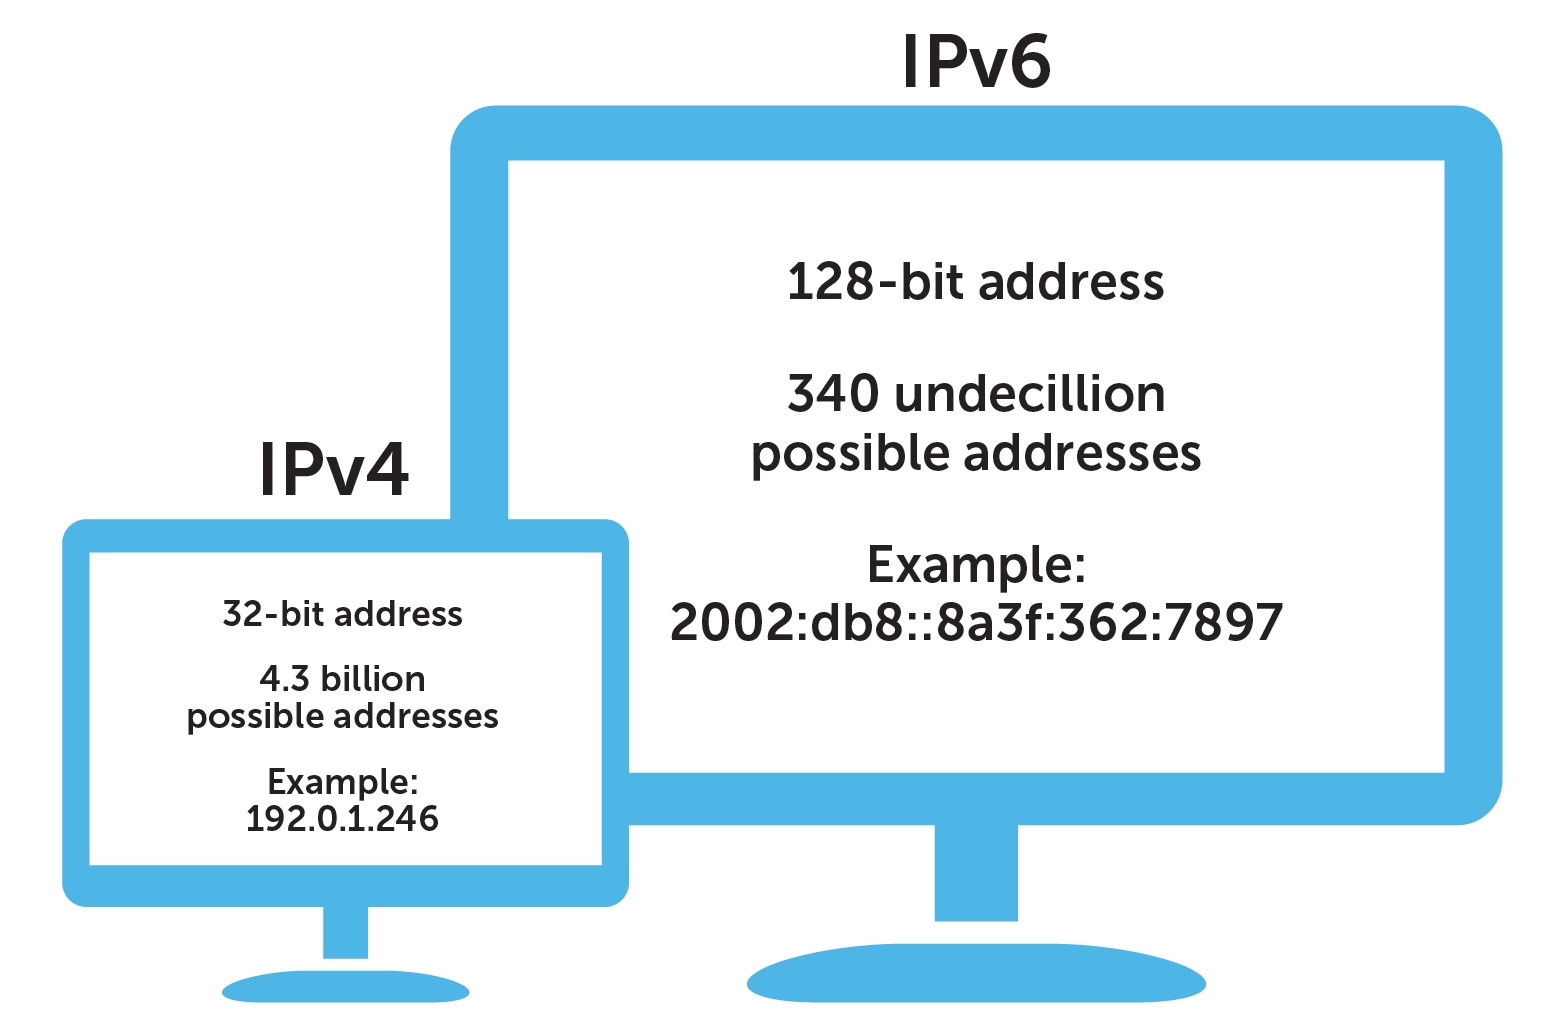 IPv6
128-bit address
340 undecillion
possible addresses
Example:
2002:db8::8a3f:362:7897
IPv4
32-bit address
4.3 billion
possible addresses
Example:
192.0.1.246